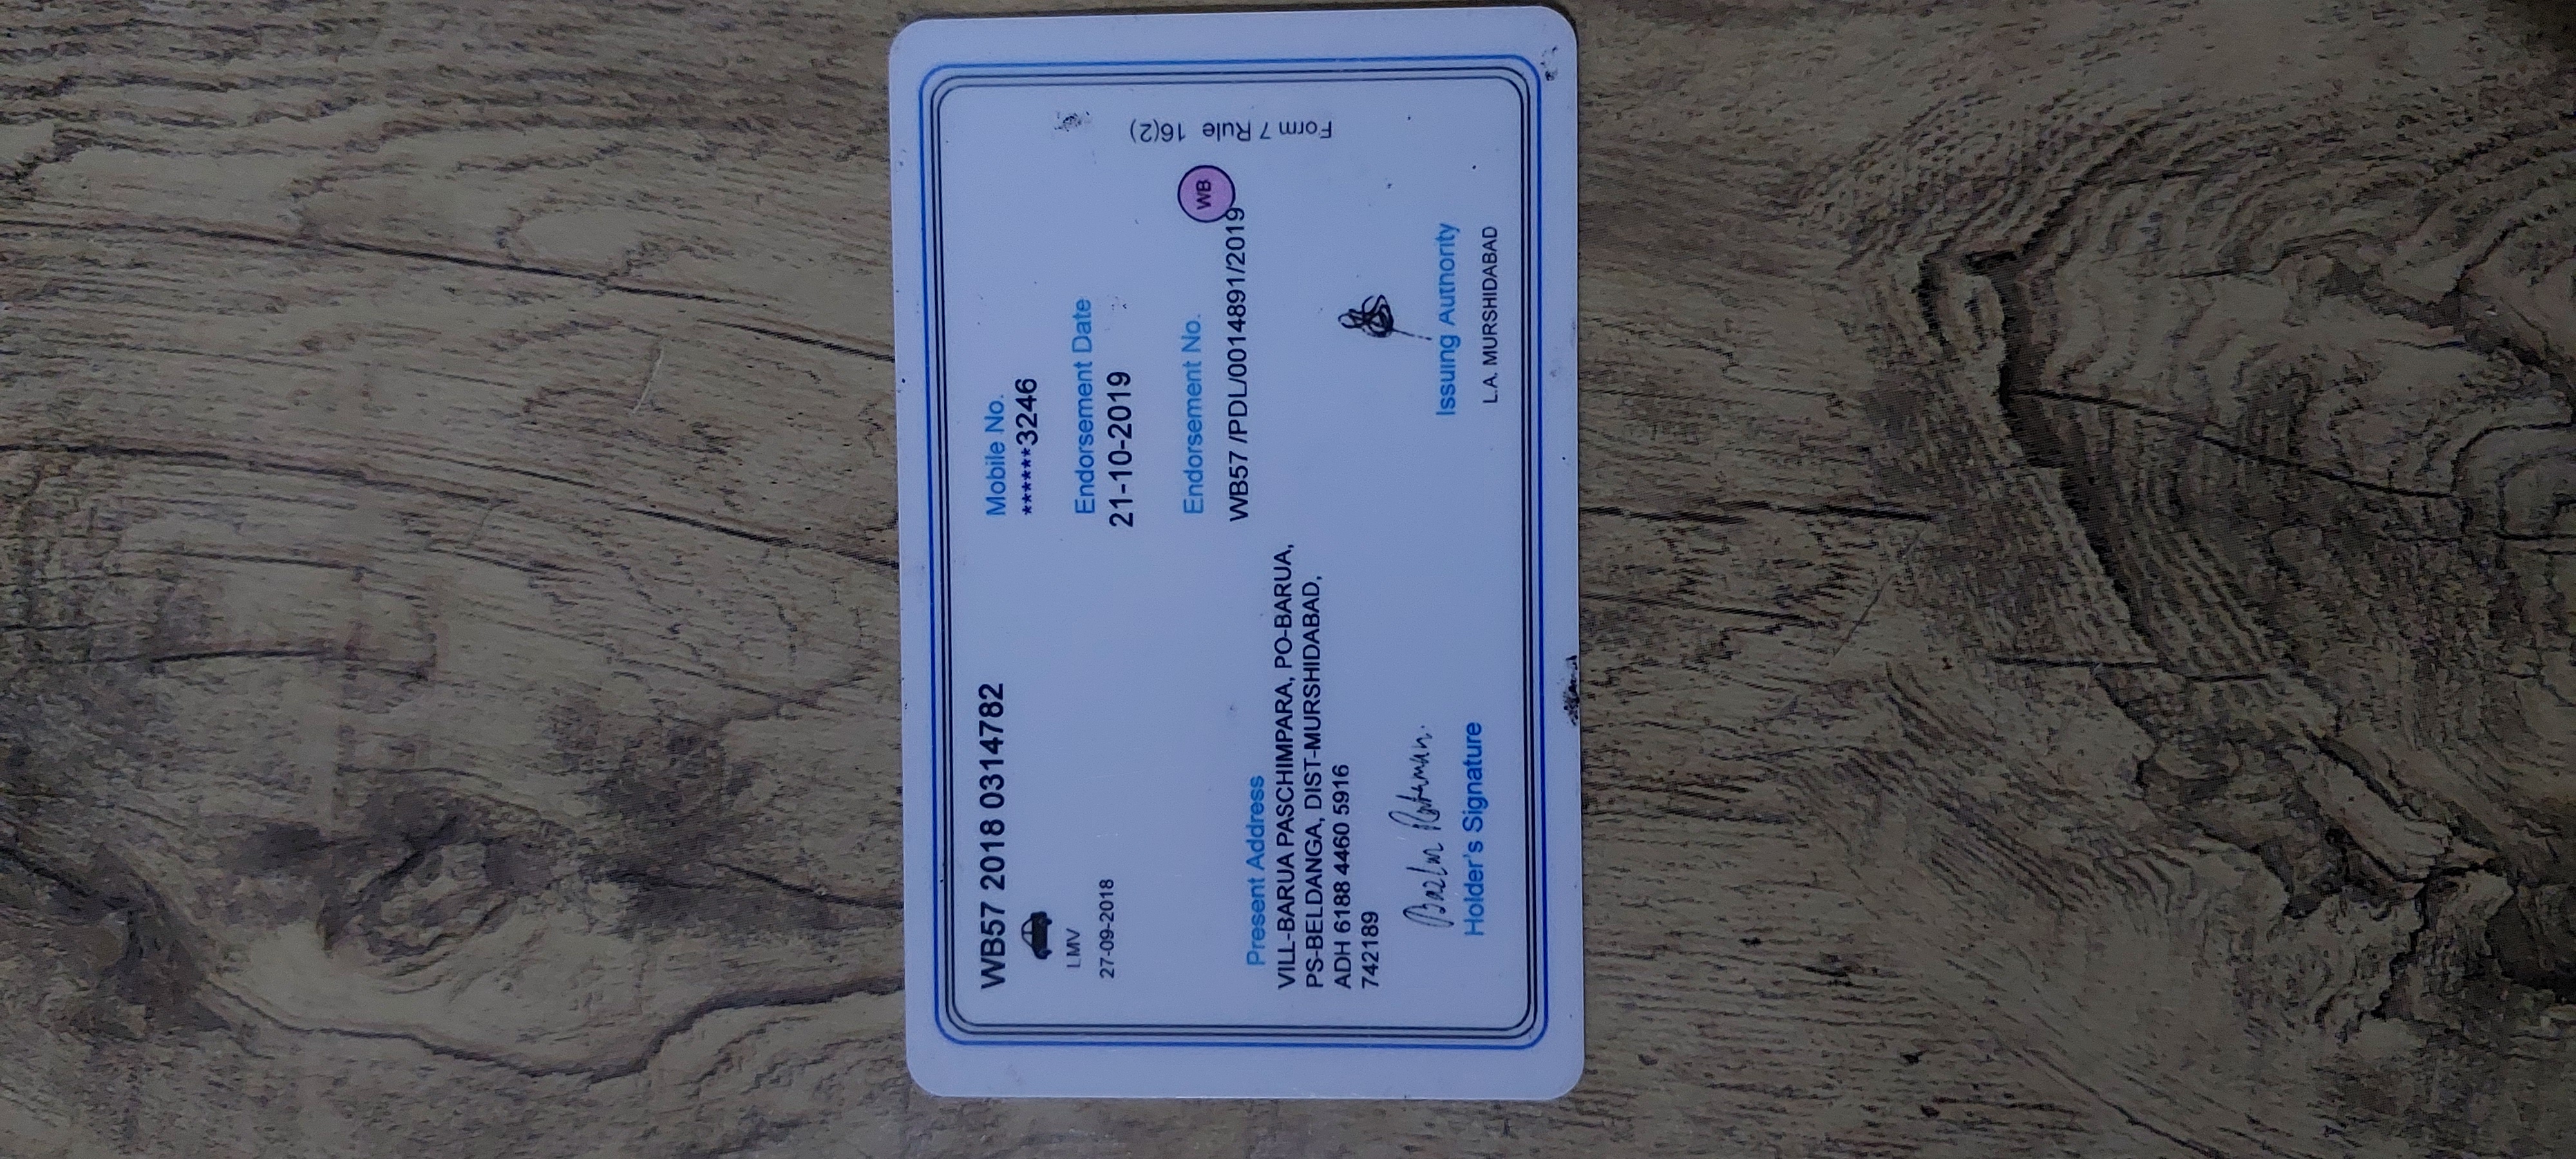 WB57 2018 0314782
LMV
27-09-2018
Mobile No.
******3246
Endorsement Date
21-10-2019
Endorsement No.
WB57 /PDL/0014891/2019
WB
Form 7 Rule 16(2)
Present Address
VILL-BARUA PASCHIMPARA, PO-BARUA,
PS-BELDANGA, DIST-MURSHIDABAD,
ADH 6188 4460 5916
742189
Bazlur Rahaman.
Holder's Signature
Issuing Authority
L.A. MURSHIDABAD